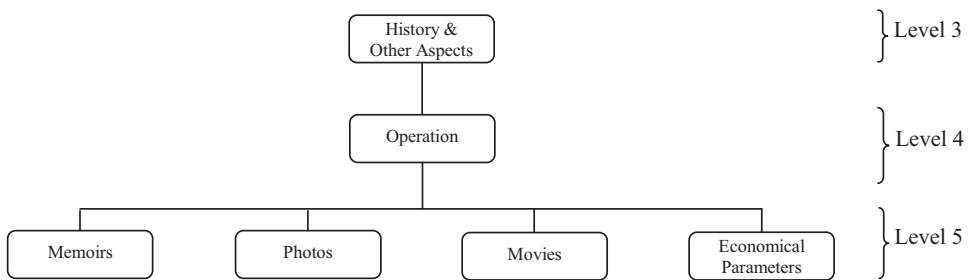 History &
Other Aspects
Level 3
Operation
Level 4
Memoirs
Photos
Movies
Economical
Parameters
Level 5